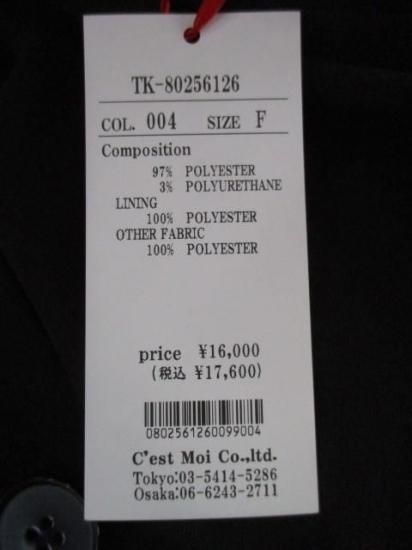 TK-80256126
COL. 004 SIZE F
Composition
97% POLYESTER
3% POLYURETHANE
LINING
100% POLYESTER
OTHER FABRIC
100% POLYESTER
price ¥16,000
(税込 ¥17,600)
0802561260099004
C'est Moi Co.,ltd.
Tokyo:03-5414-5286
Osaka:06-6243-2711